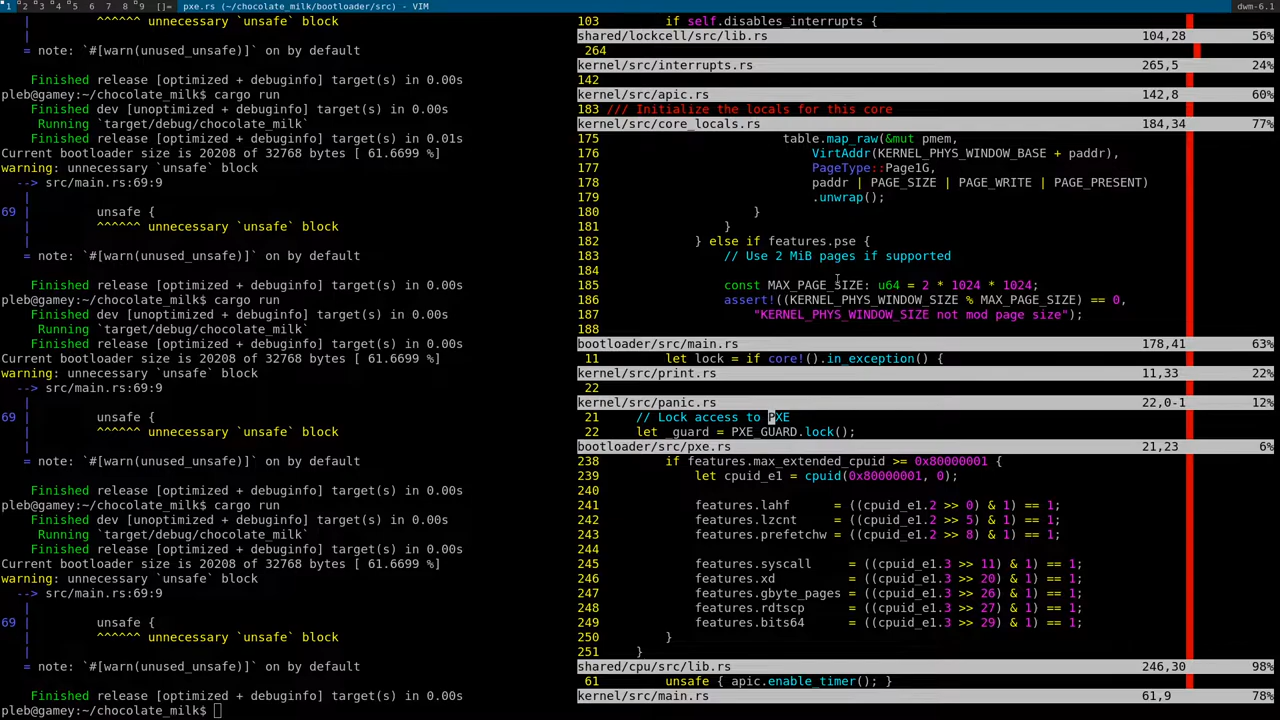 1 2 3 4 5 6 7 8 9 []= pxe.rs (~/chocolate_milk/bootloader/src) - VIM dwm-6.1
^^^^^^ unnecessary `unsafe` block
|
= note: `#[warn(unused_unsafe)]` on by default
Finished release [optimized + debuginfo] target(s) in 0.00s
pleb@gamey:~/chocolate_milk$ cargo run
Finished dev [unoptimized + debuginfo] target(s) in 0.00s
Running `target/debug/chocolate_milk`
Finished release [optimized + debuginfo] target(s) in 0.01s
Current bootloader size is 20208 of 32768 bytes [ 61.6699 %]
warning: unnecessary `unsafe` block
--> src/main.rs:69:9
|
69 | unsafe {
| ^^^^^^ unnecessary `unsafe` block
|
= note: `#[warn(unused_unsafe)]` on by default
Finished release [optimized + debuginfo] target(s) in 0.00s
pleb@gamey:~/chocolate_milk$ cargo run
Finished dev [unoptimized + debuginfo] target(s) in 0.00s
Running `target/debug/chocolate_milk`
Finished release [optimized + debuginfo] target(s) in 0.00s
Current bootloader size is 20208 of 32768 bytes [ 61.6699 %]
warning: unnecessary `unsafe` block
--> src/main.rs:69:9
|
69 | unsafe {
| ^^^^^^ unnecessary `unsafe` block
|
= note: `#[warn(unused_unsafe)]` on by default
Finished release [optimized + debuginfo] target(s) in 0.00s
pleb@gamey:~/chocolate_milk$ cargo run
Finished dev [unoptimized + debuginfo] target(s) in 0.00s
Running `target/debug/chocolate_milk`
Finished release [optimized + debuginfo] target(s) in 0.00s
Current bootloader size is 20208 of 32768 bytes [ 61.6699 %]
warning: unnecessary `unsafe` block
--> src/main.rs:69:9
|
69 | unsafe {
| ^^^^^^ unnecessary `unsafe` block
|
= note: `#[warn(unused_unsafe)]` on by default
Finished release [optimized + debuginfo] target(s) in 0.00s
pleb@gamey:~/chocolate_milk$
103 if self.disables_interrupts {
shared/lockcell/src/lib.rs 104,28 56%
264
kernel/src/interrupts.rs 265,5 24%
142
kernel/src/apic.rs 142,8 60%
183 /// Initialize the locals for this core
kernel/src/core_locals.rs 184,34 77%
175 table.map_raw(&mut pmem,
176 VirtAddr(KERNEL_PHYS_WINDOW_BASE + paddr),
177 PageType::Page1G,
178 paddr | PAGE_SIZE | PAGE_WRITE | PAGE_PRESENT)
179 .unwrap();
180 }
181 }
182 } else if features.pse {
183 // Use 2 MiB pages if supported
184
185 const MAX_PAGE_SIZE: u64 = 2 * 1024 * 1024;
186 assert!((KERNEL_PHYS_WINDOW_SIZE % MAX_PAGE_SIZE) == 0,
187 "KERNEL_PHYS_WINDOW_SIZE not mod page size");
188
bootloader/src/main.rs 178,41 63%
11 let lock = if core!().in_exception() {
kernel/src/print.rs 11,33 22%
22
kernel/src/panic.rs 22,0-1 12%
21 // Lock access to PXE
22 let _guard = PXE_GUARD.lock();
bootloader/src/pxe.rs 21,23 6%
238 if features.max_extended_cpuid >= 0x80000001 {
239 let cpuid_e1 = cpuid(0x80000001, 0);
240
241 features.lahf = ((cpuid_e1.2 >> 0) & 1) == 1;
242 features.lzcnt = ((cpuid_e1.2 >> 5) & 1) == 1;
243 features.prefetchw = ((cpuid_e1.2 >> 8) & 1) == 1;
244
245 features.syscall = ((cpuid_e1.3 >> 11) & 1) == 1;
246 features.xd = ((cpuid_e1.3 >> 20) & 1) == 1;
247 features.gbyte_pages = ((cpuid_e1.3 >> 26) & 1) == 1;
248 features.rdtscp = ((cpuid_e1.3 >> 27) & 1) == 1;
249 features.bits64 = ((cpuid_e1.3 >> 29) & 1) == 1;
250 }
251 }
shared/cpu/src/lib.rs 246,30 98%
61 unsafe { apic.enable_timer(); }
kernel/src/main.rs 61,9 78%